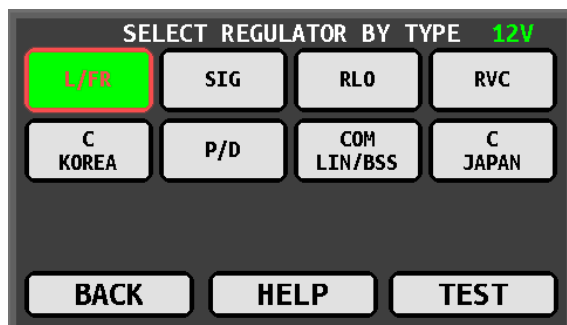 SELECT REGULATOR BY TYPE 12V
L/FR SIG RLO RVC
C KOREA P/D COM LIN/BSS C JAPAN
BACK HELP TEST